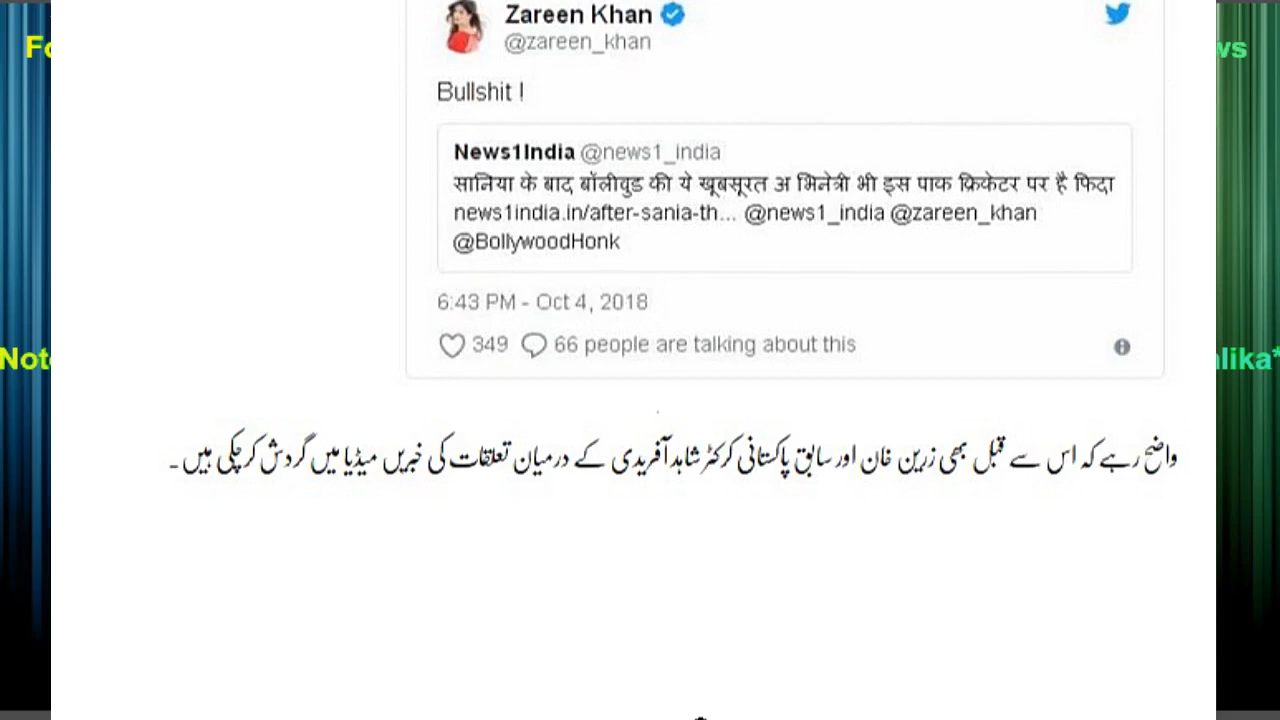 Zareen Khan
@zareen_khan
Bullshit !
News1India @news1_india
सानिया के बाद बॉलीवुड की ये खूबसूरत अ भिनेत्री भी इस पाक क्रिकेटर पर है फिदा
news1india.in/after-sania-th... @news1_india @zareen_khan
@BollywoodHonk
6:43 PM - Oct 4, 2018
349 66 people are talking about this
واضح رہے کہ اس سے قبل بھی زرین خان اور سابق پاکستانی کرکٹر شاہد آفریدی کے درمیان تعلقات کی خبریں میڈیا میں گردش کرچکی ہیں۔